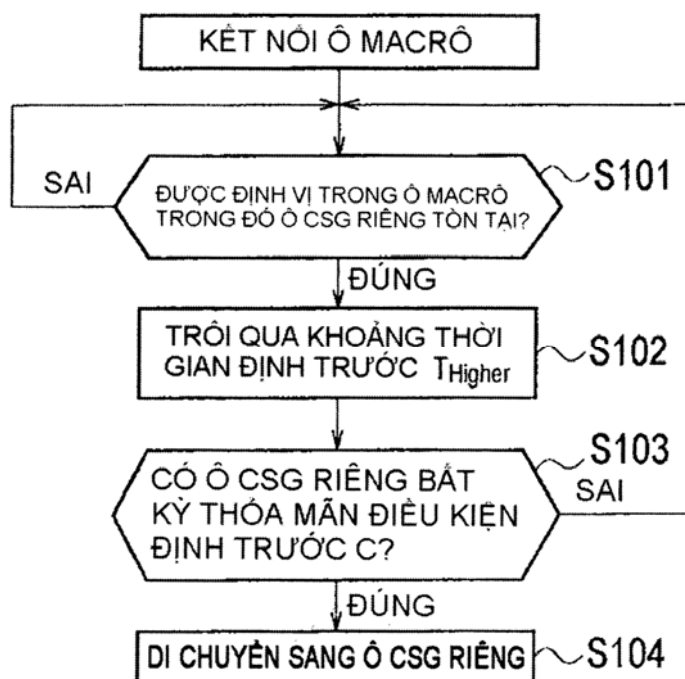 KẾT NỐI Ô MACRÔ
SAI
ĐƯỢC ĐỊNH VỊ TRONG Ô MACRÔ
TRONG ĐÓ Ô CSG RIÊNG TỒN TẠI?
S101
ĐÚNG
TRÔI QUA KHOẢNG THỜI
GIAN ĐỊNH TRƯỚC THigher
S102
CÓ Ô CSG RIÊNG BẤT
KỲ THỎA MÃN ĐIỀU KIỆN
ĐỊNH TRƯỚC C?
S103
SAI
ĐÚNG
DI CHUYỂN SANG Ô CSG RIÊNG
S104